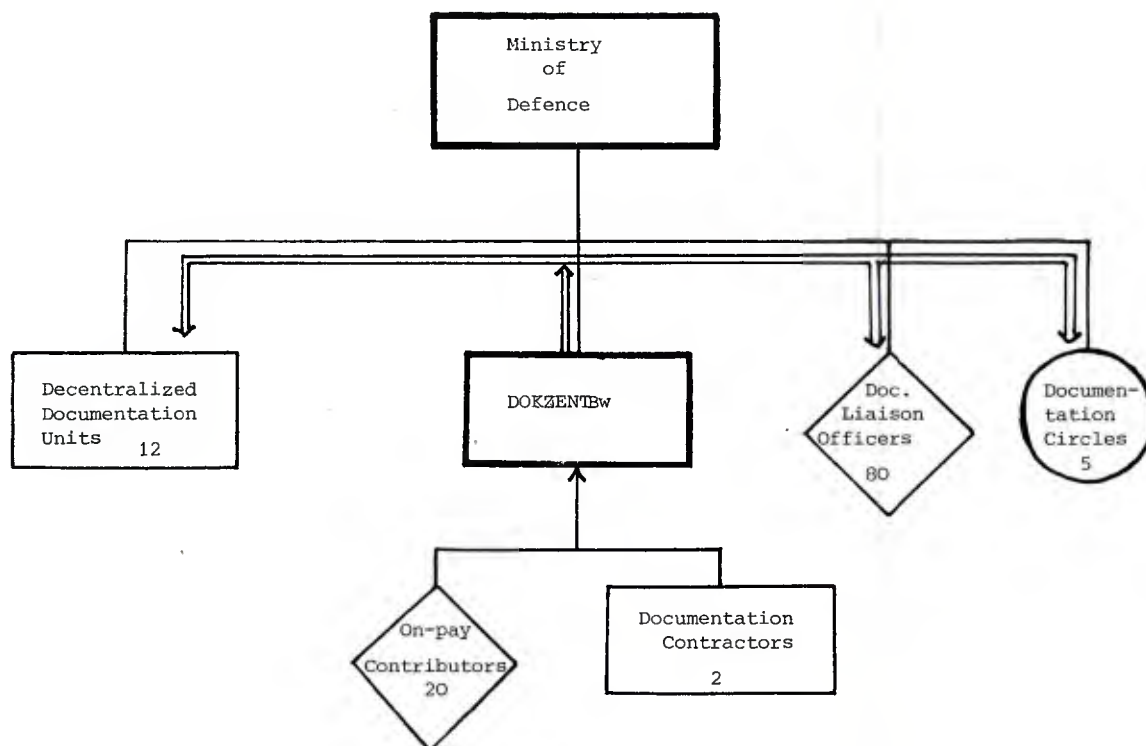 Ministry
of
Defence
Decentralized
Documentation
Units
12
DOKZENTBw
Doc.
Liaison
Officers
80
Documen-
tation
Circles
5
On-pay
Contributors
20
Documentation
Contractors
2